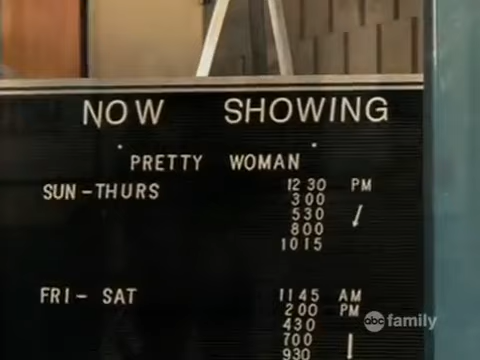 NOW SHOWING
PRETTY WOMAN
SUN-THURS 12 30 PM
3 00
5 30
8 00
10 15
FRI- SAT 11 45 AM
2 00 PM
4 30
7 00
9 30
abc family